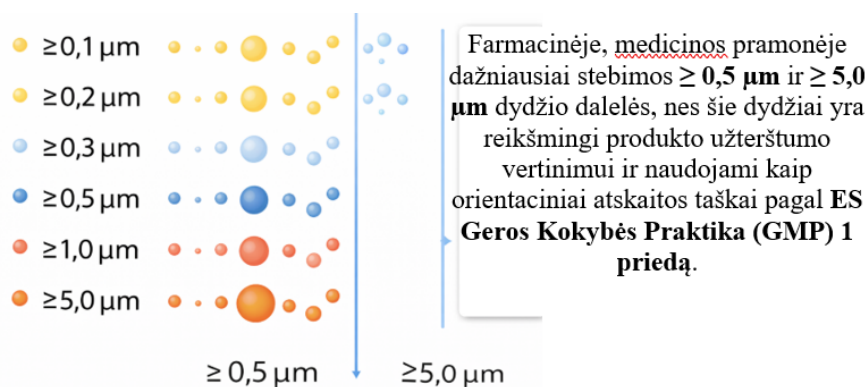 ≥0,1 µm
≥0,2 µm
≥0,3 µm
≥0,5 µm
≥1,0 µm
≥5,0 µm
≥ 0,5 µm
≥5,0 µm
Farmacinėje, medicinos pramonėje
dažniausiai stebimos ≥ 0,5 µm ir ≥ 5,0
µm dydžio dalelės, nes šie dydžiai yra
reikšmingi produkto užterštumo
vertinimui ir naudojami kaip
orientaciniai atskaitos taškai pagal ES
Geros Kokybės Praktika (GMP) 1
priedą.